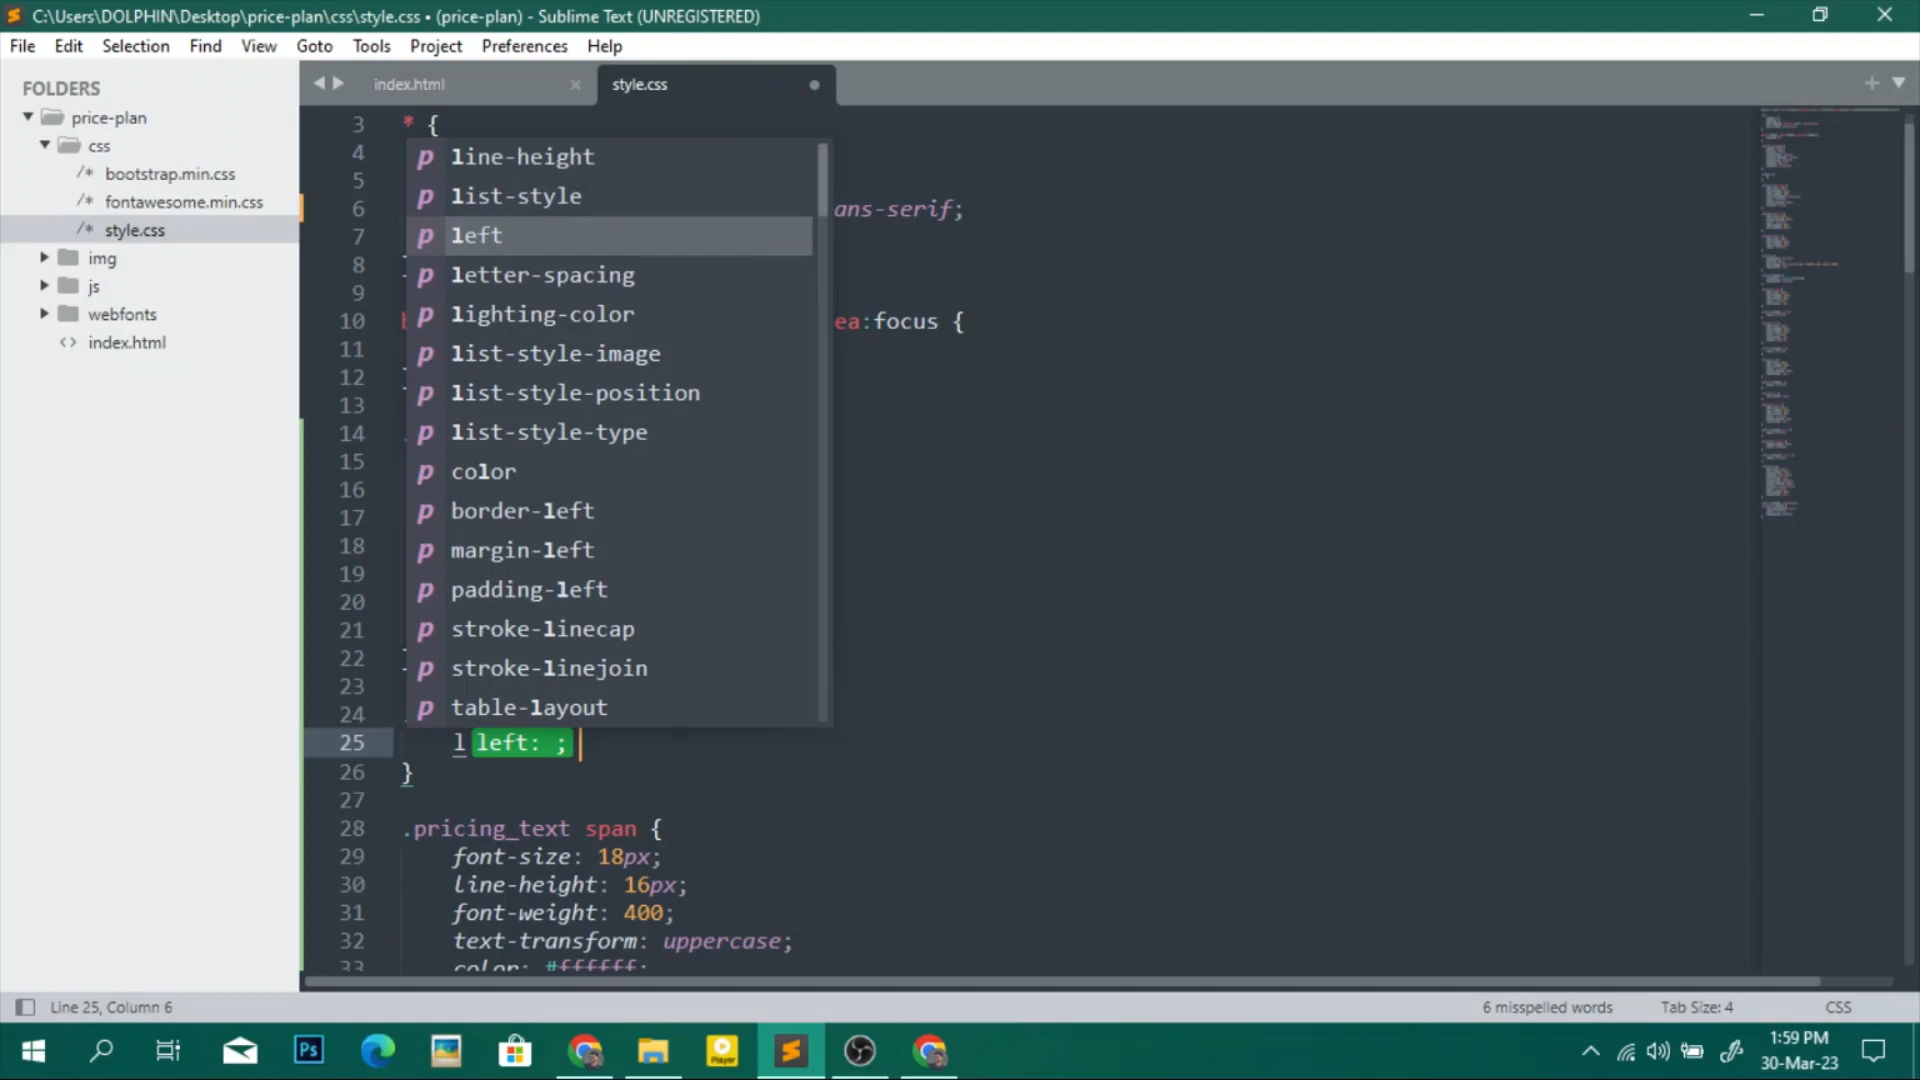 C:\Users\DOLPHIN\Desktop\price-plan\css\style.css • (price-plan) - Sublime Text (UNREGISTERED)
File Edit Selection Find View Goto Tools Project Preferences Help
FOLDERS
price-plan
css
/* bootstrap.min.css
/* fontawesome.min.css
/* style.css
img
js
webfonts
<> index.html
index.html
style.css
3 * {
4
5
6 ans-serif;
7
8
9
10 ea:focus {
11
12
13
14
15
16
17
18
19
20
21
22
23
24
p line-height
p list-style
p left
p letter-spacing
p lighting-color
p list-style-image
p list-style-position
p list-style-type
p color
p border-left
p margin-left
p padding-left
p stroke-linecap
p stroke-linejoin
p table-layout
25 l left: ;
26 }
27
28 .pricing_text span {
29 font-size: 18px;
30 line-height: 16px;
31 font-weight: 400;
32 text-transform: uppercase;
33 color: #ffffff;
Line 25, Column 6
6 misspelled words
Tab Size: 4
CSS
Ps
Player
1:59 PM
30-Mar-23